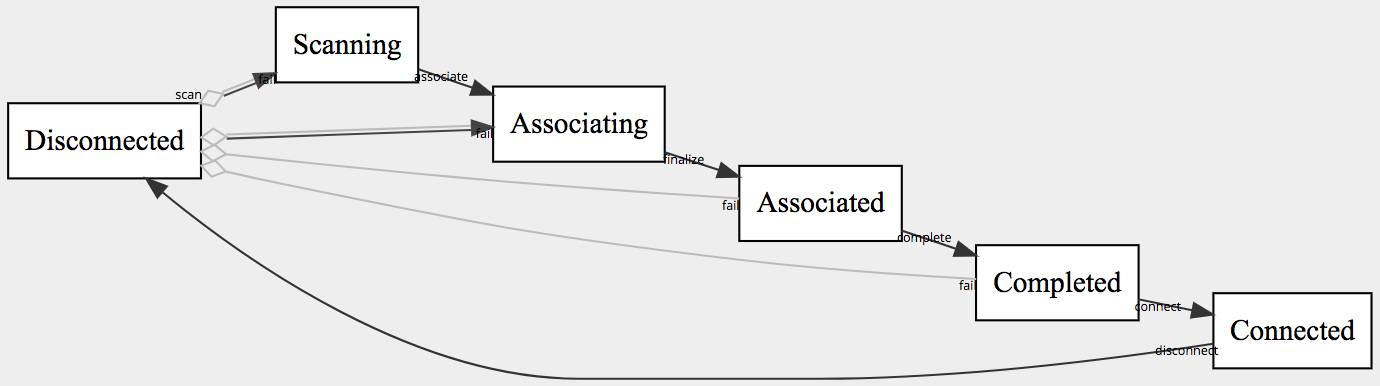 Scanning
fail
associate
scan
Disconnected
Associating
fail
finalize
Associated
fail
complete
Completed
fail
connect
Connected
disconnect